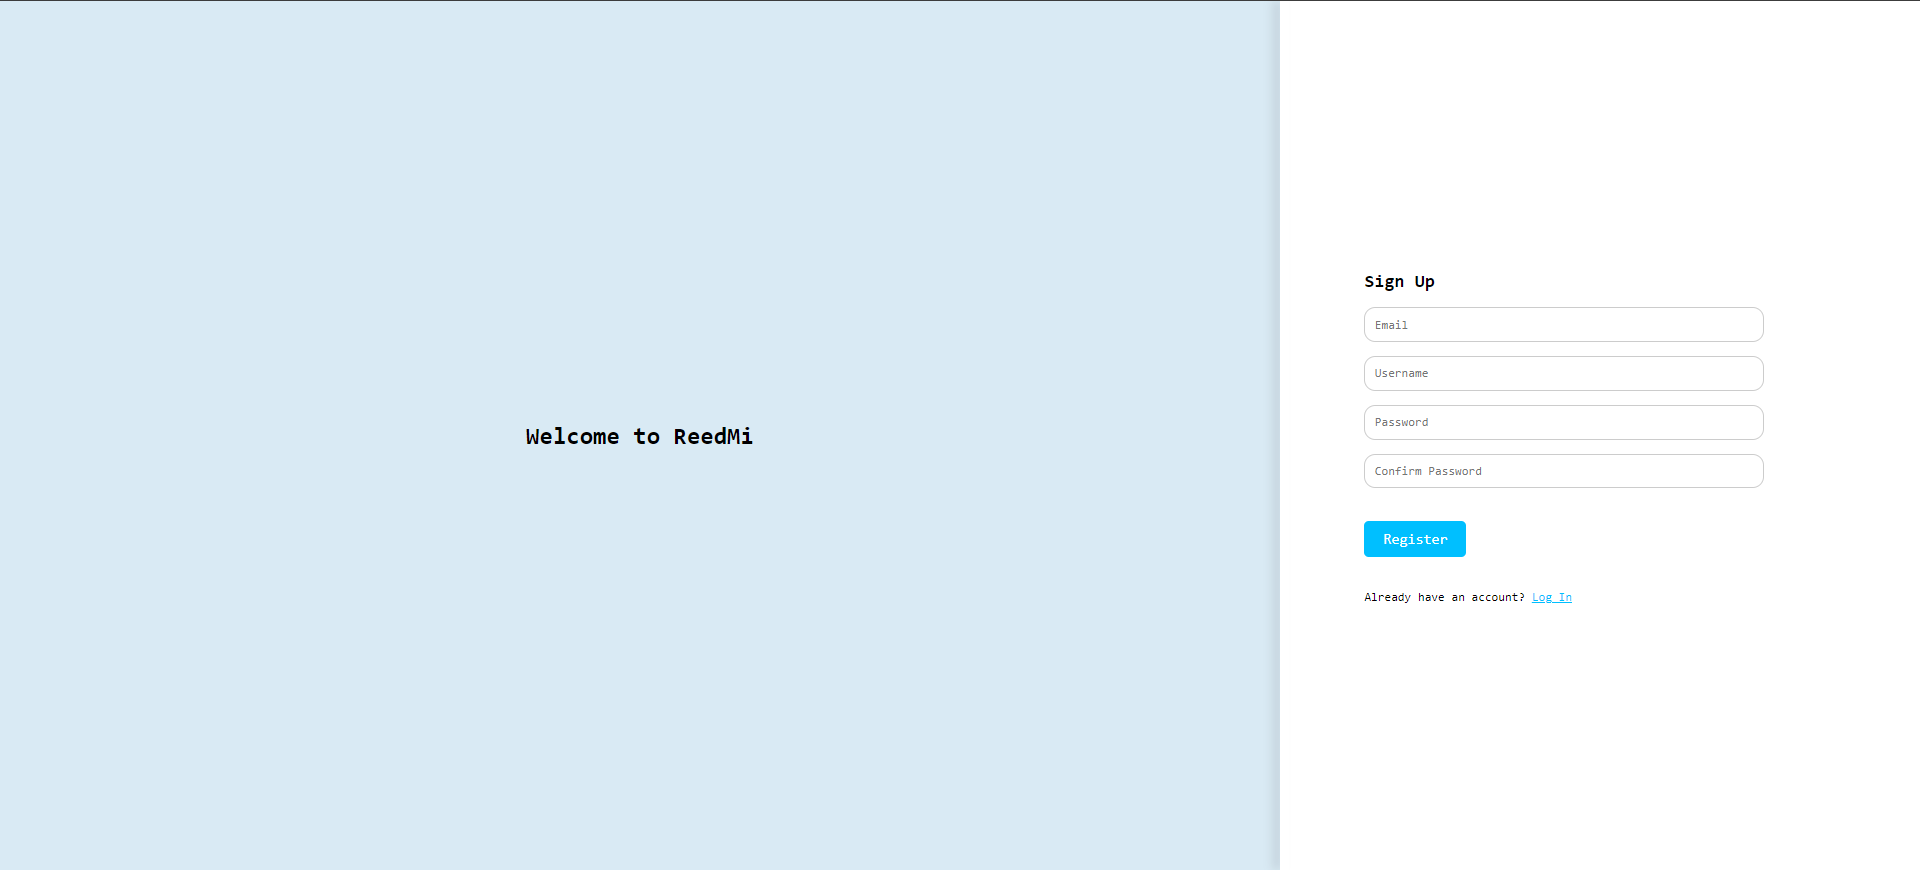 Welcome to ReedMi
Sign Up
Email
Username
Password
Confirm Password
Register
Already have an account? Log In